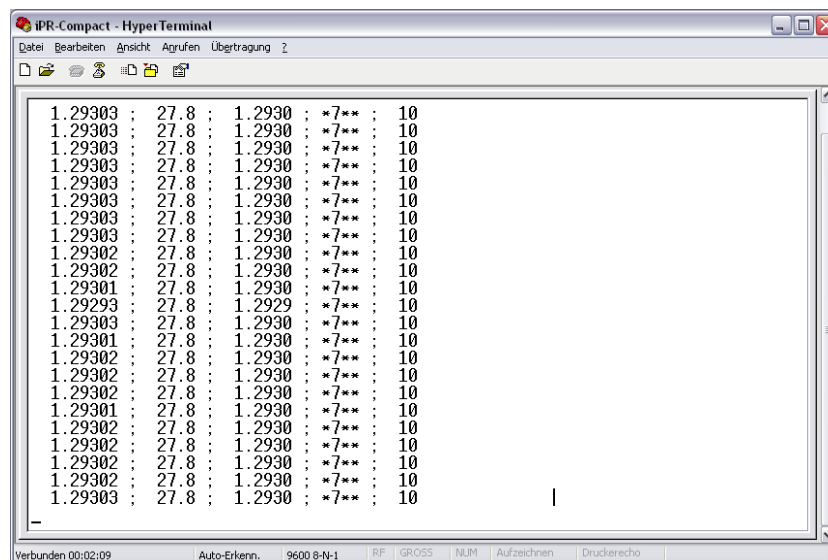 iPR-Compact - HyperTerminal
Datei Bearbeiten Ansicht Anrufen Übertragung ?
1.29303 ; 27.8 ; 1.2930 ; *7** ; 10
1.29303 ; 27.8 ; 1.2930 ; *7** ; 10
1.29303 ; 27.8 ; 1.2930 ; *7** ; 10
1.29303 ; 27.8 ; 1.2930 ; *7** ; 10
1.29303 ; 27.8 ; 1.2930 ; *7** ; 10
1.29303 ; 27.8 ; 1.2930 ; *7** ; 10
1.29303 ; 27.8 ; 1.2930 ; *7** ; 10
1.29303 ; 27.8 ; 1.2930 ; *7** ; 10
1.29302 ; 27.8 ; 1.2930 ; *7** ; 10
1.29302 ; 27.8 ; 1.2930 ; *7** ; 10
1.29301 ; 27.8 ; 1.2930 ; *7** ; 10
1.29293 ; 27.8 ; 1.2929 ; *7** ; 10
1.29303 ; 27.8 ; 1.2930 ; *7** ; 10
1.29301 ; 27.8 ; 1.2930 ; *7** ; 10
1.29302 ; 27.8 ; 1.2930 ; *7** ; 10
1.29302 ; 27.8 ; 1.2930 ; *7** ; 10
1.29302 ; 27.8 ; 1.2930 ; *7** ; 10
1.29301 ; 27.8 ; 1.2930 ; *7** ; 10
1.29302 ; 27.8 ; 1.2930 ; *7** ; 10
1.29302 ; 27.8 ; 1.2930 ; *7** ; 10
1.29302 ; 27.8 ; 1.2930 ; *7** ; 10
1.29302 ; 27.8 ; 1.2930 ; *7** ; 10
1.29303 ; 27.8 ; 1.2930 ; *7** ; 10
Verbunden 00:02:09 Auto-Erkenn. 9600 8-N-1 RF GROSS NUM Aufzeichnen Druckerecho